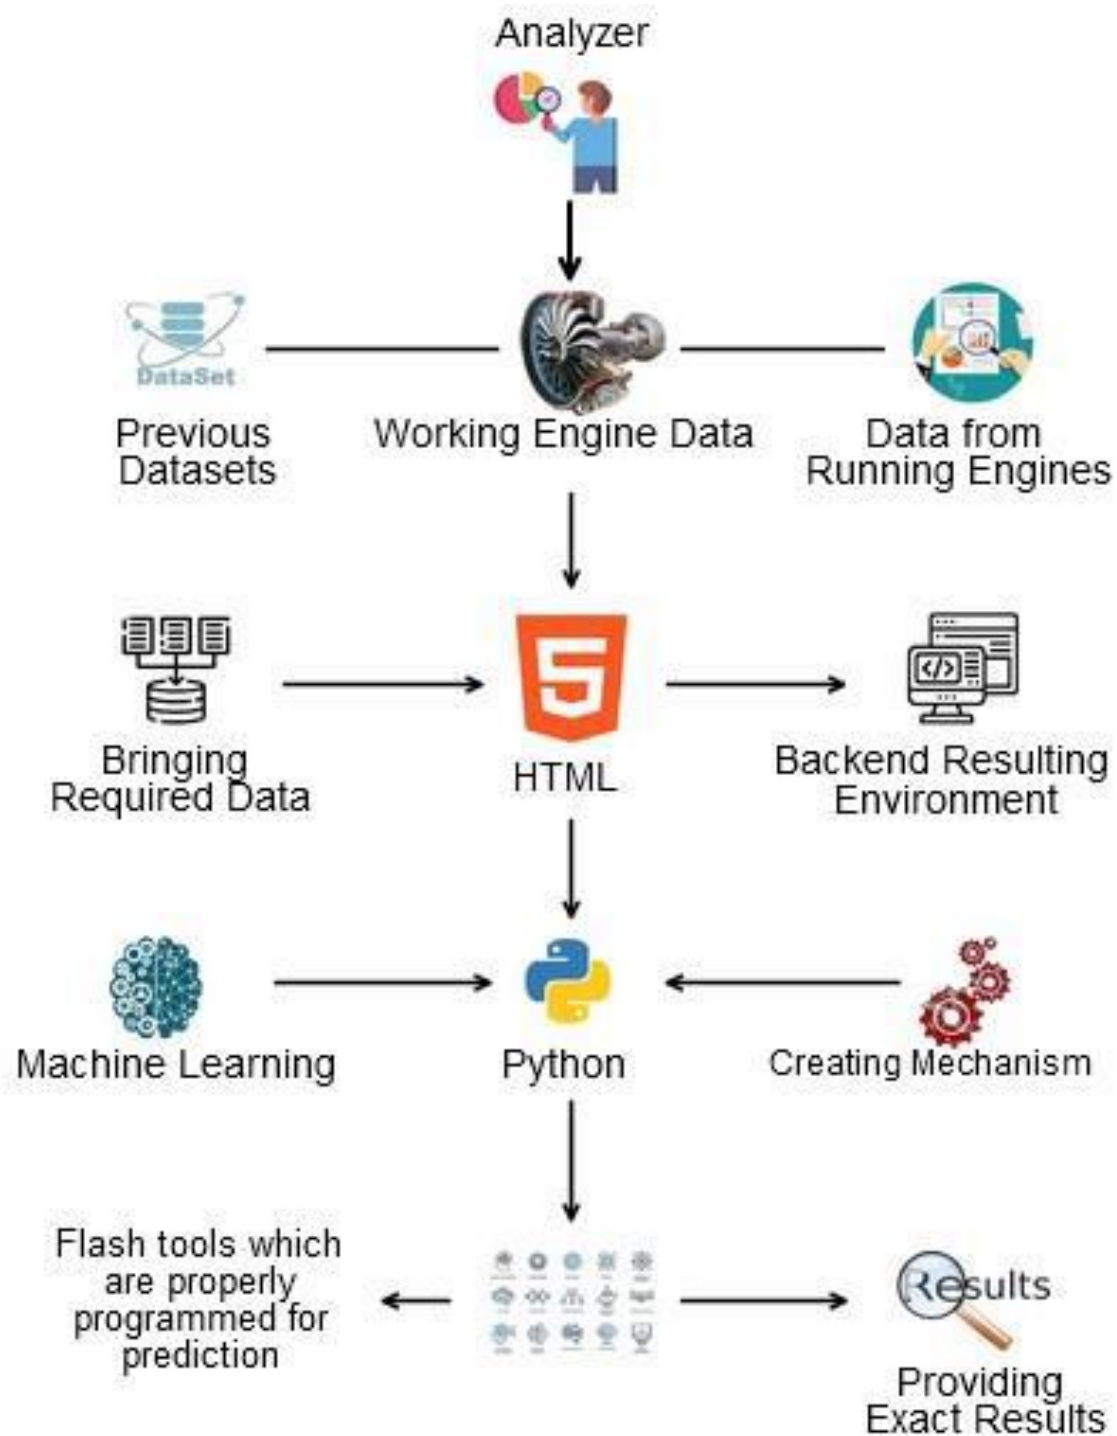 Analyzer
DataSet
Previous
Datasets
Working Engine Data
Data from
Running Engines
Bringing
Required Data
HTML
Backend Resulting
Environment
Machine Learning
Python
Creating Mechanism
Flash tools which
are properly
programmed for
prediction
Results
Providing
Exact Results